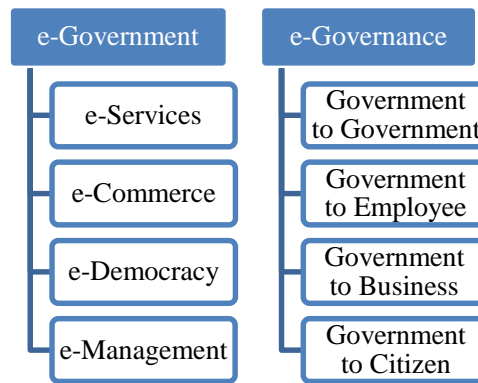 e-Government
e-Services
e-Commerce
e-Democracy
e-Management
e-Governance
Government
to Government
Government
to Employee
Government
to Business
Government
to Citizen